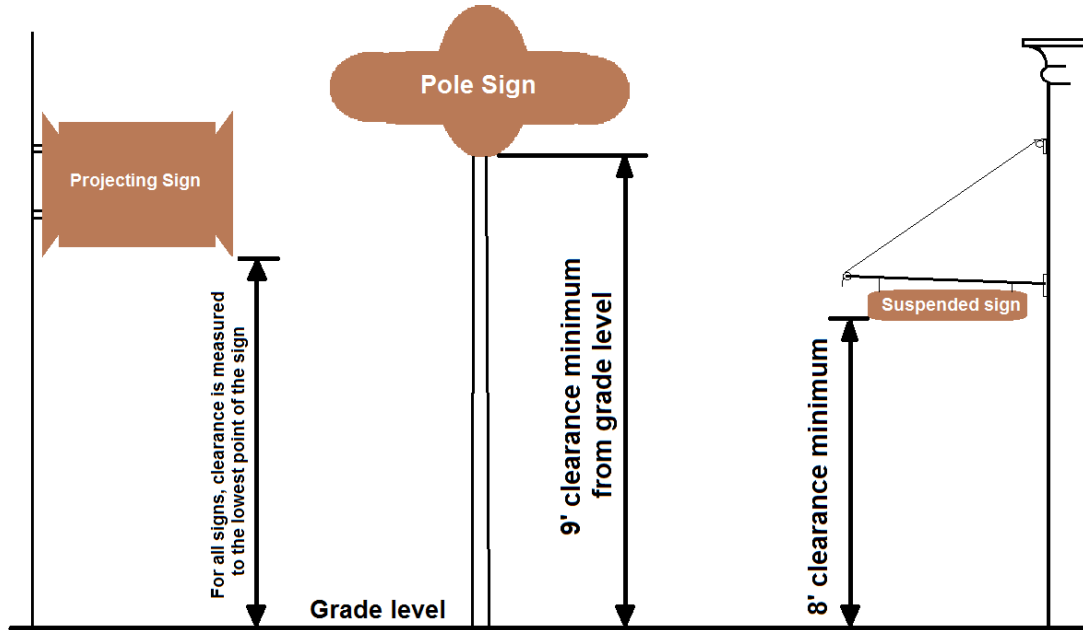 Pole Sign
Projecting Sign
For all signs, clearance is measured
to the lowest point of the sign
9' clearance minimum
from grade level
Suspended sign
8' clearance minimum
Grade level